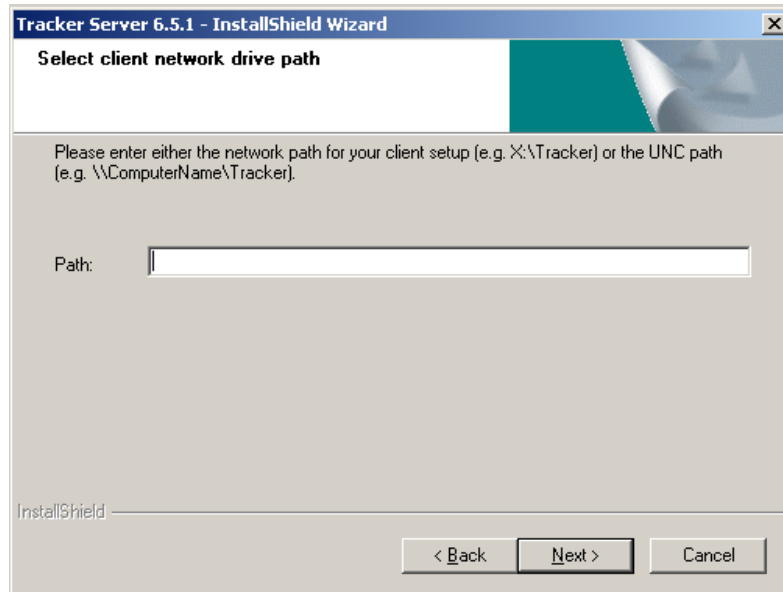 Tracker Server 6.5.1 - InstallShield Wizard
Select client network drive path
Please enter either the network path for your client setup (e.g. X:\Tracker) or the UNC path
(e.g. \\ComputerName\Tracker).
Path:
InstallShield
< Back Next > Cancel